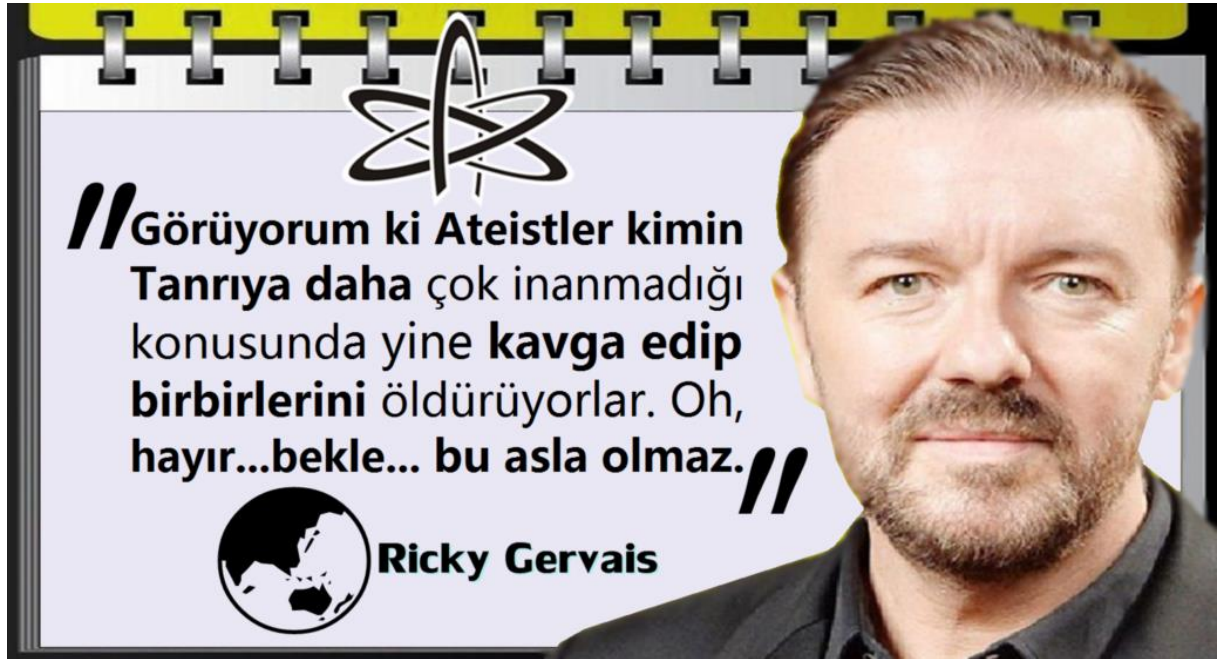 "Görüyorum ki Ateistler kimin
Tanrıya daha çok inanmadığı
konusunda yine kavga edip
birbirlerini öldürüyorlar. Oh,
hayır...bekle... bu asla olmaz."
Ricky Gervais